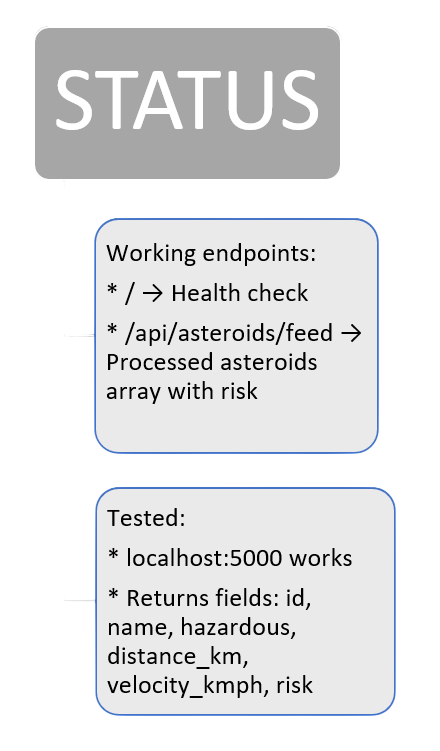 STATUS
Working endpoints:
* / → Health check
* /api/asteroids/feed →
Processed asteroids
array with risk
Tested:
* localhost:5000 works
* Returns fields: id,
name, hazardous,
distance_km,
velocity_kmph, risk